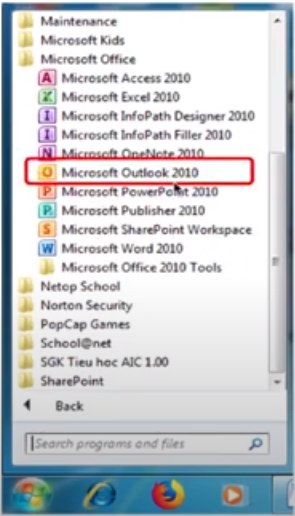 Maintenance
Microsoft Kids
Microsoft Office
Microsoft Access 2010
Microsoft Excel 2010
Microsoft InfoPath Designer 2010
Microsoft InfoPath Filler 2010
Microsoft OneNote 2010
Microsoft Outlook 2010
Microsoft PowerPoint 2010
Microsoft Publisher 2010
Microsoft SharePoint Workspace
Microsoft Word 2010
Microsoft Office 2010 Tools
Netop School
Norton Security
PopCap Games
School@net
SGK Tieu hoc AIC 1.00
SharePoint
Back
Search programs and files